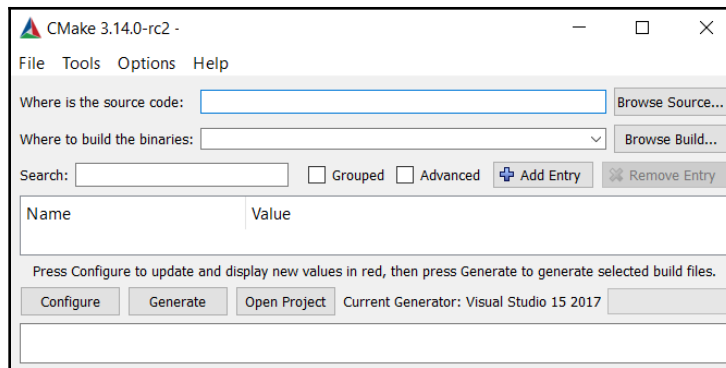 CMake 3.14.0-rc2 -
File Tools Options Help
Where is the source code: Browse Source...
Where to build the binaries: Browse Build...
Search: Grouped Advanced Add Entry Remove Entry
Name Value
Press Configure to update and display new values in red, then press Generate to generate selected build files.
Configure Generate Open Project Current Generator: Visual Studio 15 2017